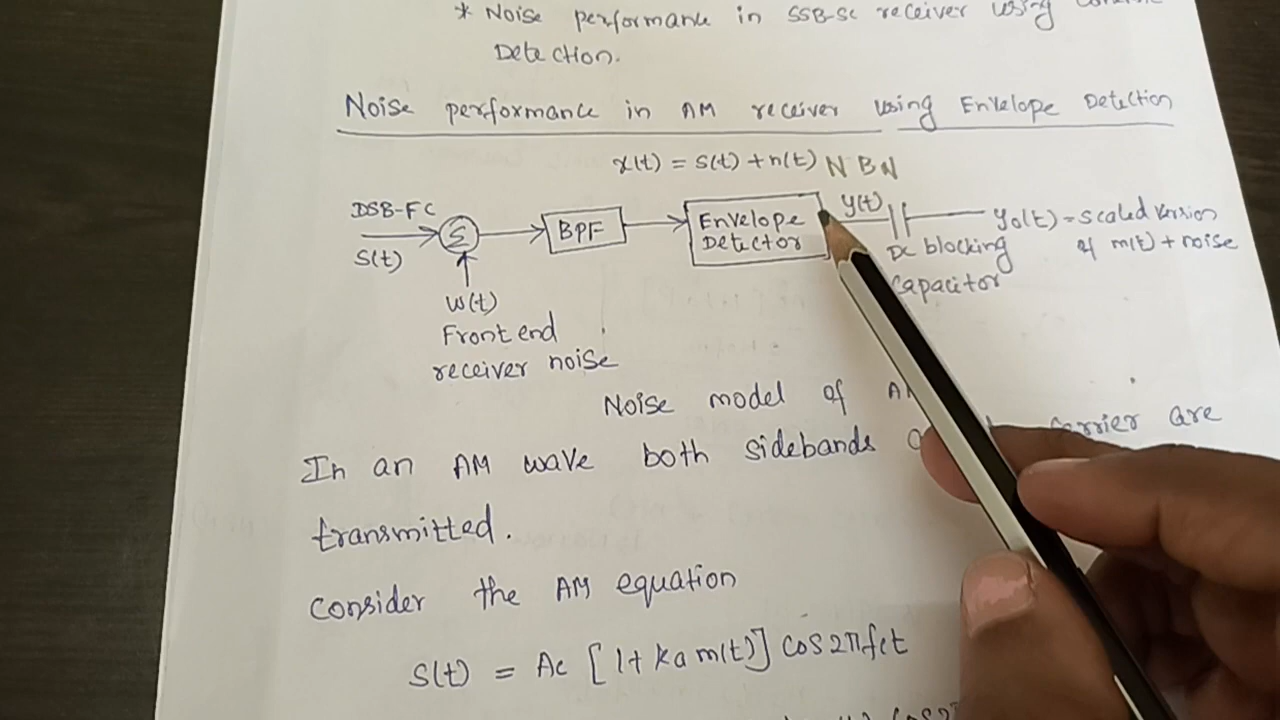 * Noise performance in SSB-SC receiver using
Detection.
Noise performance in AM receiver using Envelope Detection
x(t) = s(t) + n(t) NBN
DSB-FC
s(t)
Σ
BPF
Envelope
Detector
y(t)
DC blocking
capacitor
yo(t) = scaled version
of m(t) + noise
w(t)
Front end
receiver noise
Noise model of
In an AM wave both sidebands carrier are
transmitted.
Consider the AM equation
s(t) = Ac [1 + ka m(t)] cos 2πfct